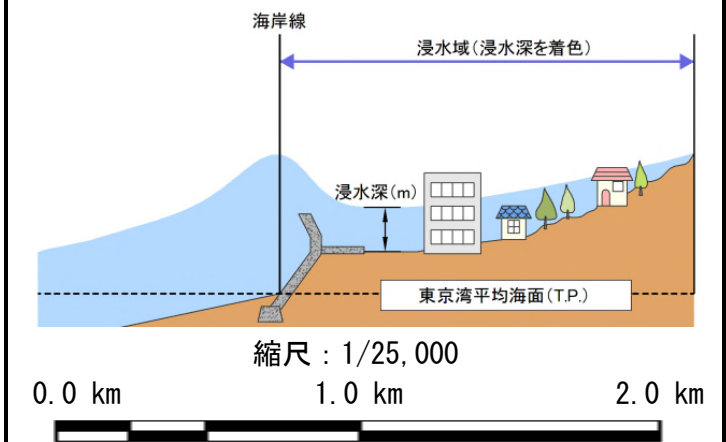 海岸線
浸水域(浸水深を着色)
浸水深(m)
東京湾平均海面(T.P.)
縮尺：1/25,000
0.0 km 1.0 km 2.0 km